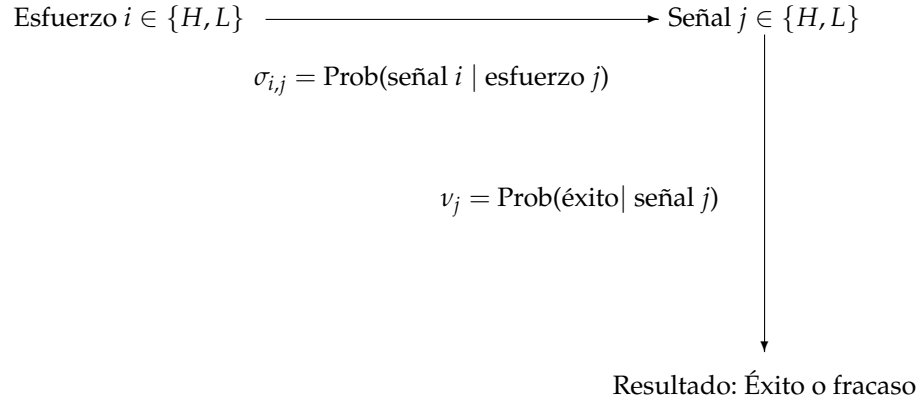 Esfuerzo i ∈ {H, L}
Señal j ∈ {H, L}
σ_{i,j} = Prob(señal i | esfuerzo j)
ν_j = Prob(éxito| señal j)
Resultado: Éxito o fracaso